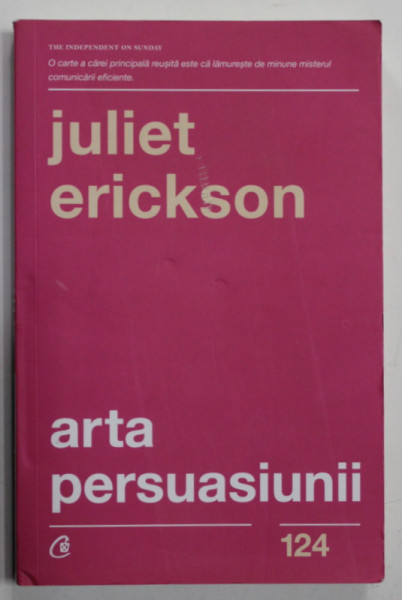 THE INDEPENDENT ON SUNDAY
O carte a cărei principală reușită este că lămurește de minune misterul
comunicării eficiente.
juliet
erickson
arta
persuasiunii
124